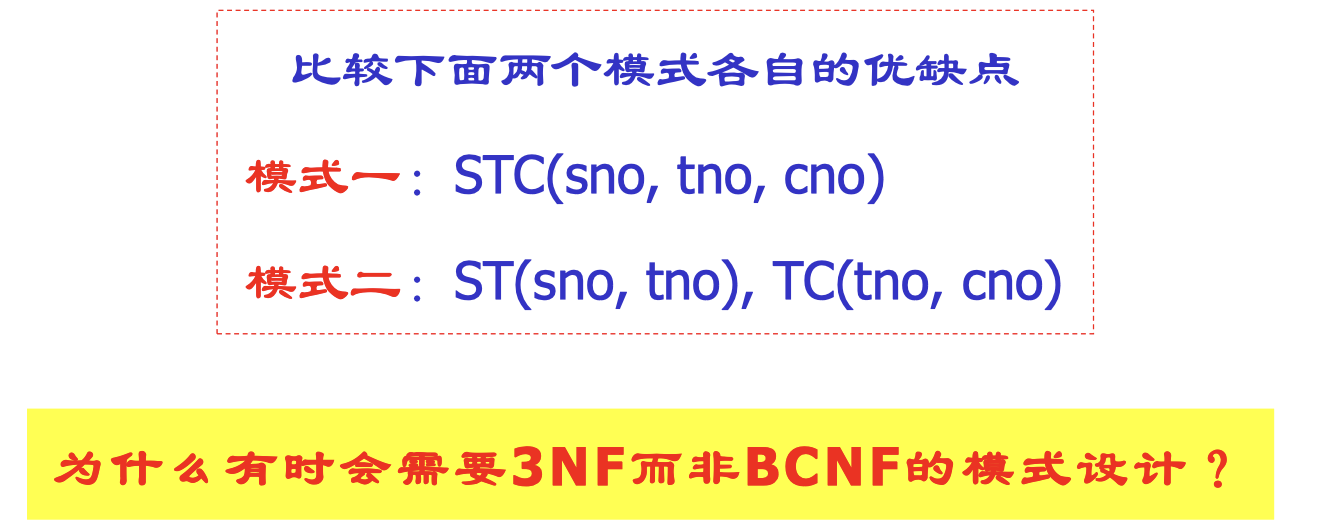 比较下面两个模式各自的优缺点
模式一：STC(sno, tno, cno)
模式二：ST(sno, tno), TC(tno, cno)
为什么有时会需要3NF而非BCNF的模式设计？